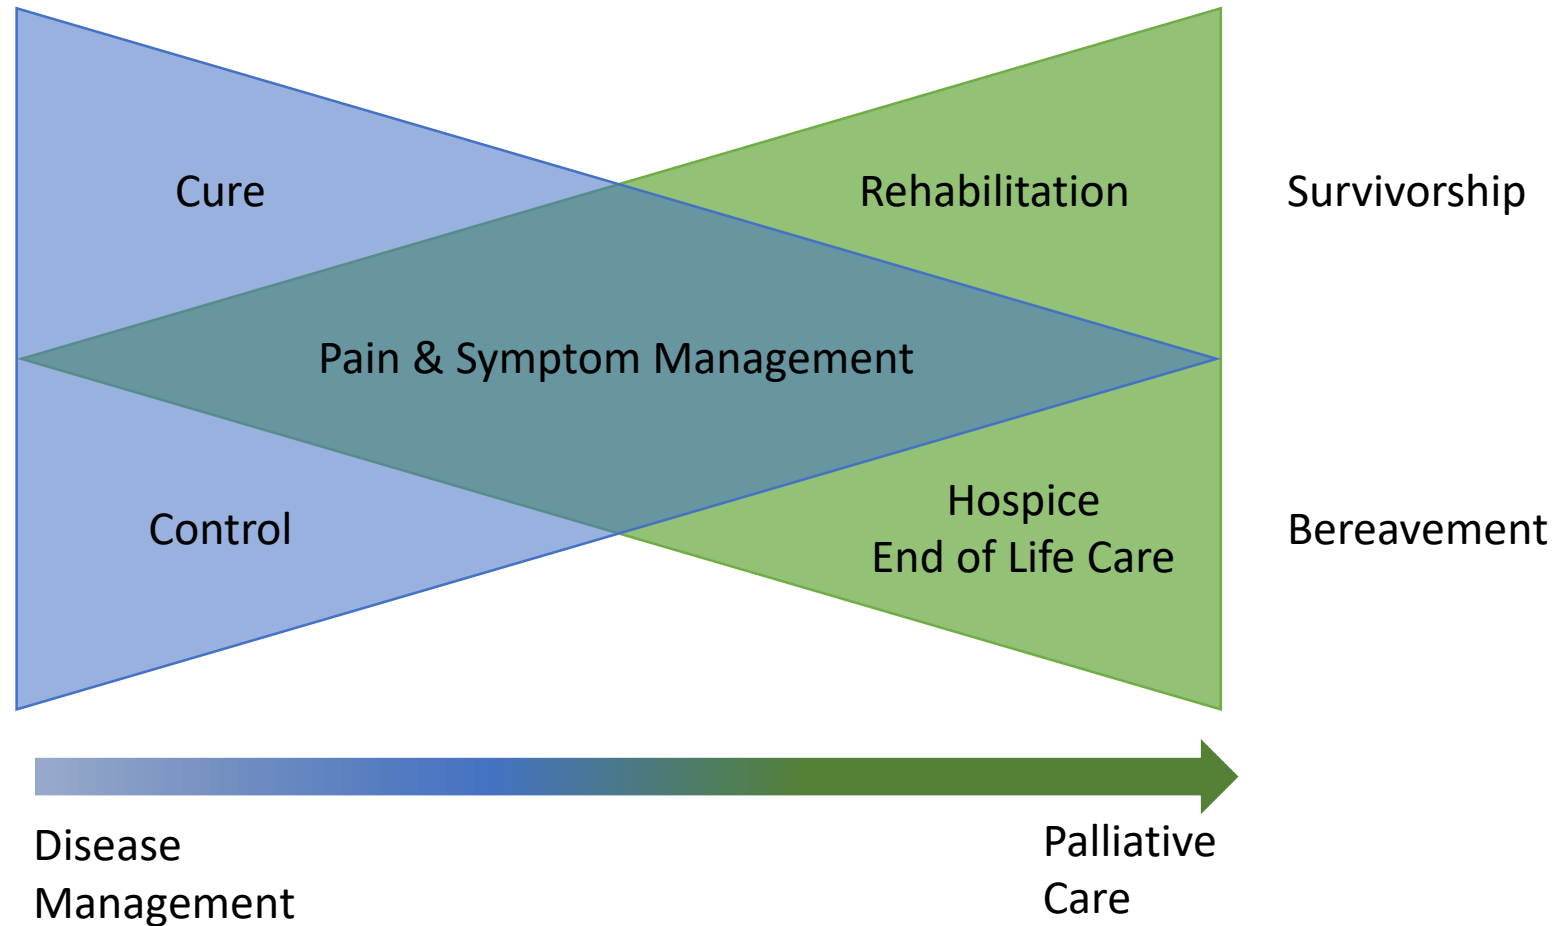 Cure
Rehabilitation
Survivorship
Pain & Symptom Management
Control
Hospice
End of Life Care
Bereavement
Disease
Management
Palliative
Care